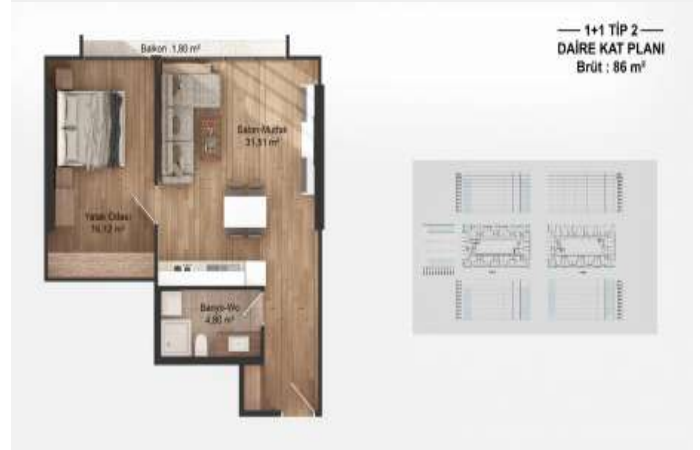 1+1 TİP 2
DAİRE KAT PLANI
Brüt : 86 m²
Balkon 1,80 m²
Salon-Mutfak
31,51 m²
Yatak Odası
16,12 m²
Banyo-Wc
4,80 m²